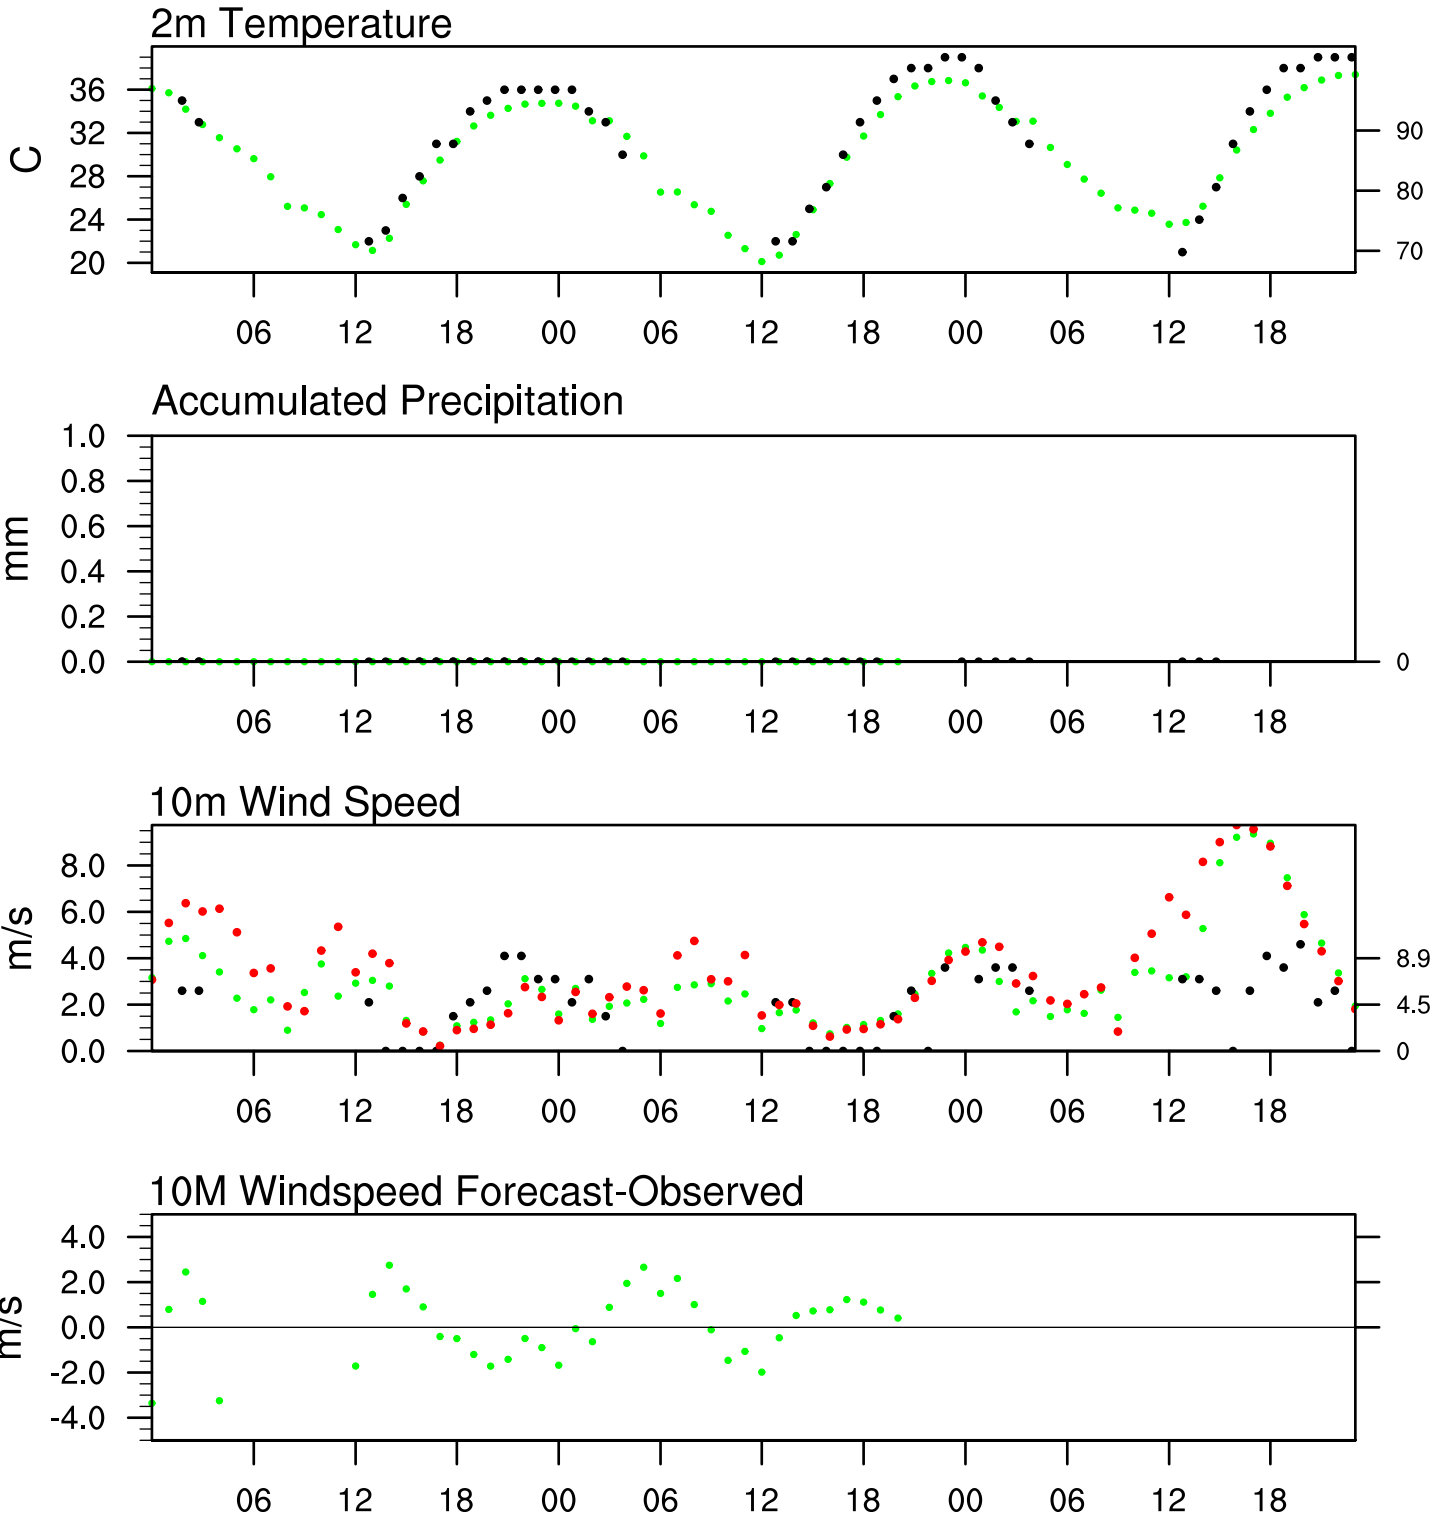 2m Temperature
36
32
28
24
20
C
90
80
70
06 12 18 00 06 12 18 00 06 12 18
Accumulated Precipitation
1.0
0.8
0.6
0.4
0.2
0.0
mm
0
06 12 18 00 06 12 18 00 06 12 18
10m Wind Speed
8.0
6.0
4.0
2.0
0.0
m/s
8.9
4.5
0
06 12 18 00 06 12 18 00 06 12 18
10M Windspeed Forecast-Observed
4.0
2.0
0.0
-2.0
-4.0
m/s
06 12 18 00 06 12 18 00 06 12 18